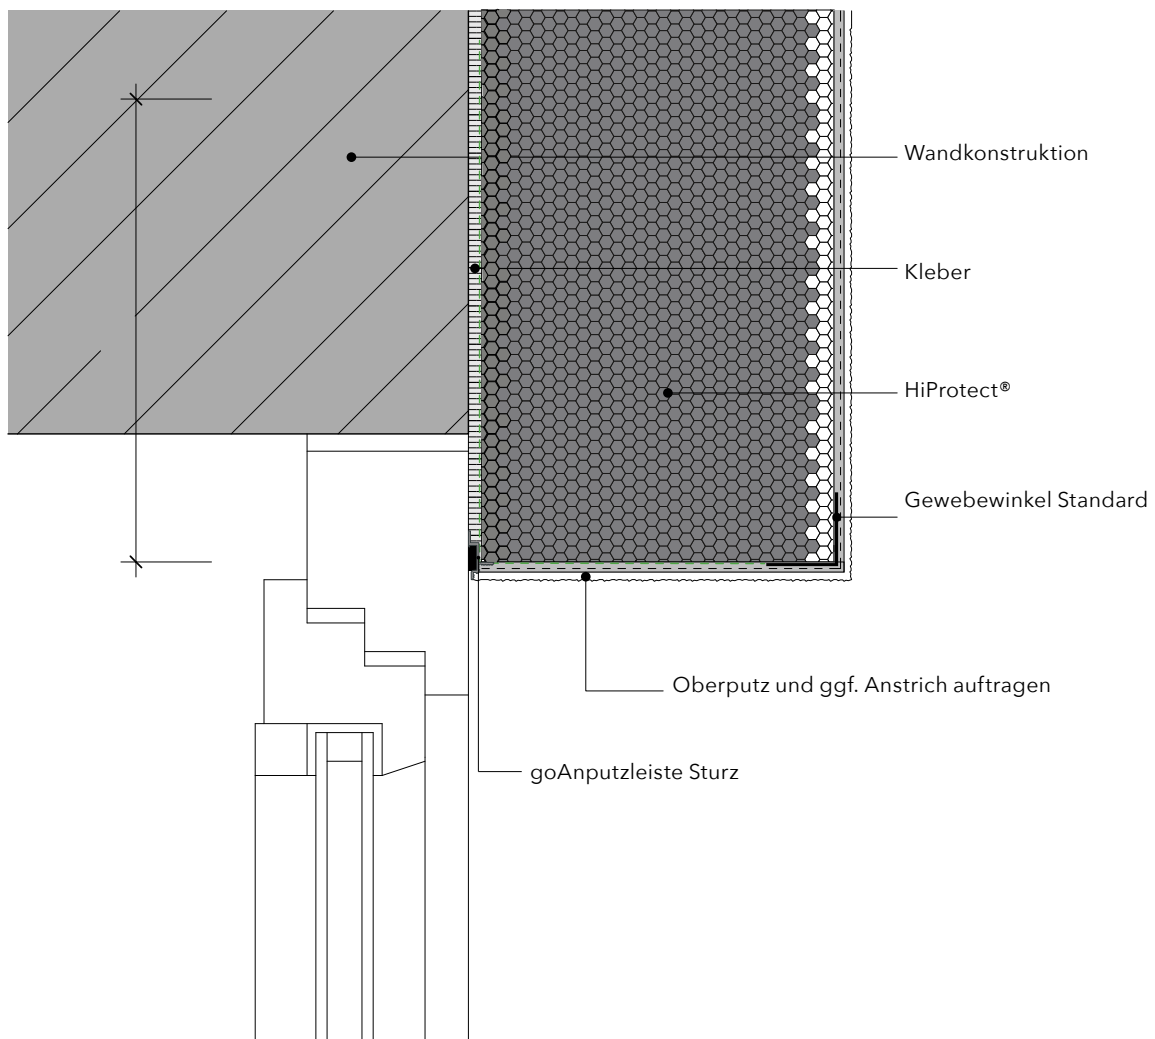 Wandkonstruktion
Kleber
HiProtect®
Gewebewinkel Standard
Oberputz und ggf. Anstrich auftragen
goAnputzleiste Sturz